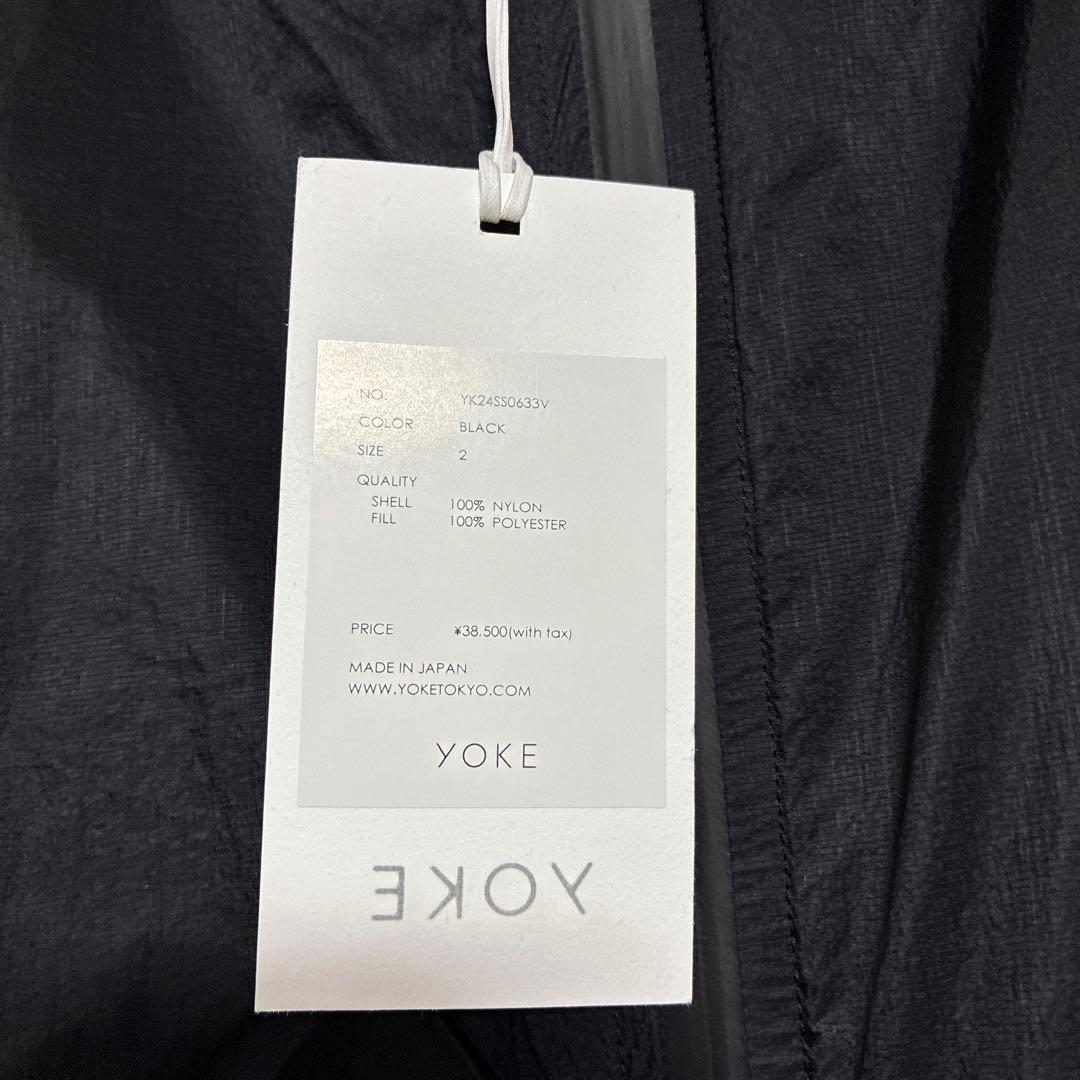 NO. YK24SS0633V
COLOR BLACK
SIZE 2
QUALITY
SHELL 100% NYLON
FILL 100% POLYESTER
PRICE ¥38,500(with tax)
MADE IN JAPAN
WWW.YOKETOKYO.COM
YOKE
YOKE